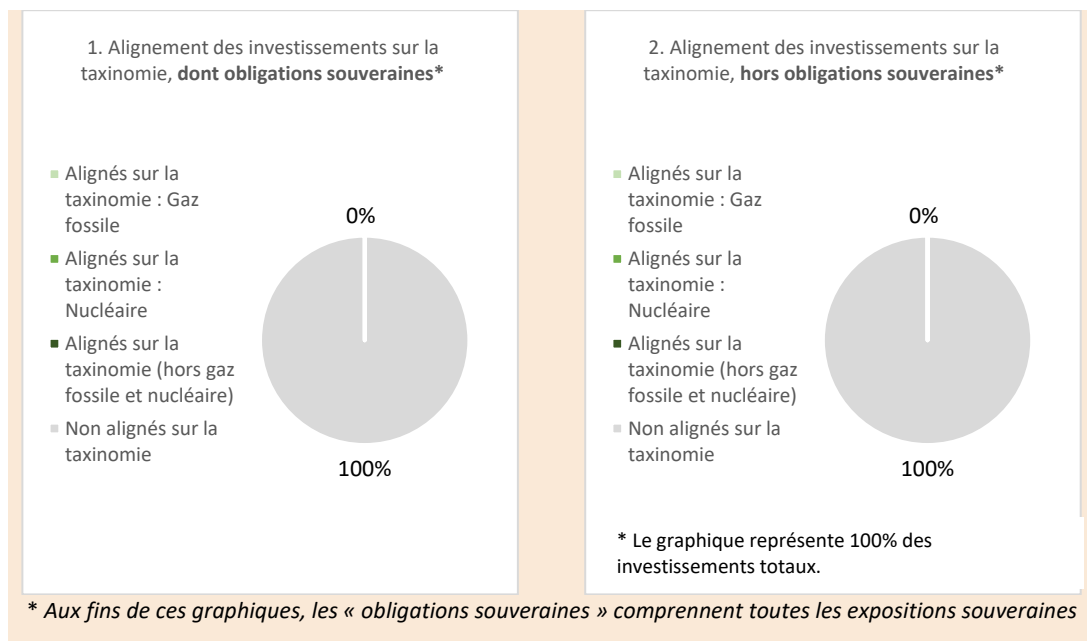 1. Alignement des investissements sur la
taxinomie, dont obligations souveraines*
Alignés sur la
taxinomie : Gaz
fossile
Alignés sur la
taxinomie :
Nucléaire
Alignés sur la
taxinomie (hors gaz
fossile et nucléaire)
Non alignés sur la
taxinomie
0%
100%
2. Alignement des investissements sur la
taxinomie, hors obligations souveraines*
Alignés sur la
taxinomie : Gaz
fossile
Alignés sur la
taxinomie :
Nucléaire
Alignés sur la
taxinomie (hors gaz
fossile et nucléaire)
Non alignés sur la
taxinomie
0%
100%
* Le graphique représente 100% des
investissements totaux.
* Aux fins de ces graphiques, les « obligations souveraines » comprennent toutes les expositions souveraines